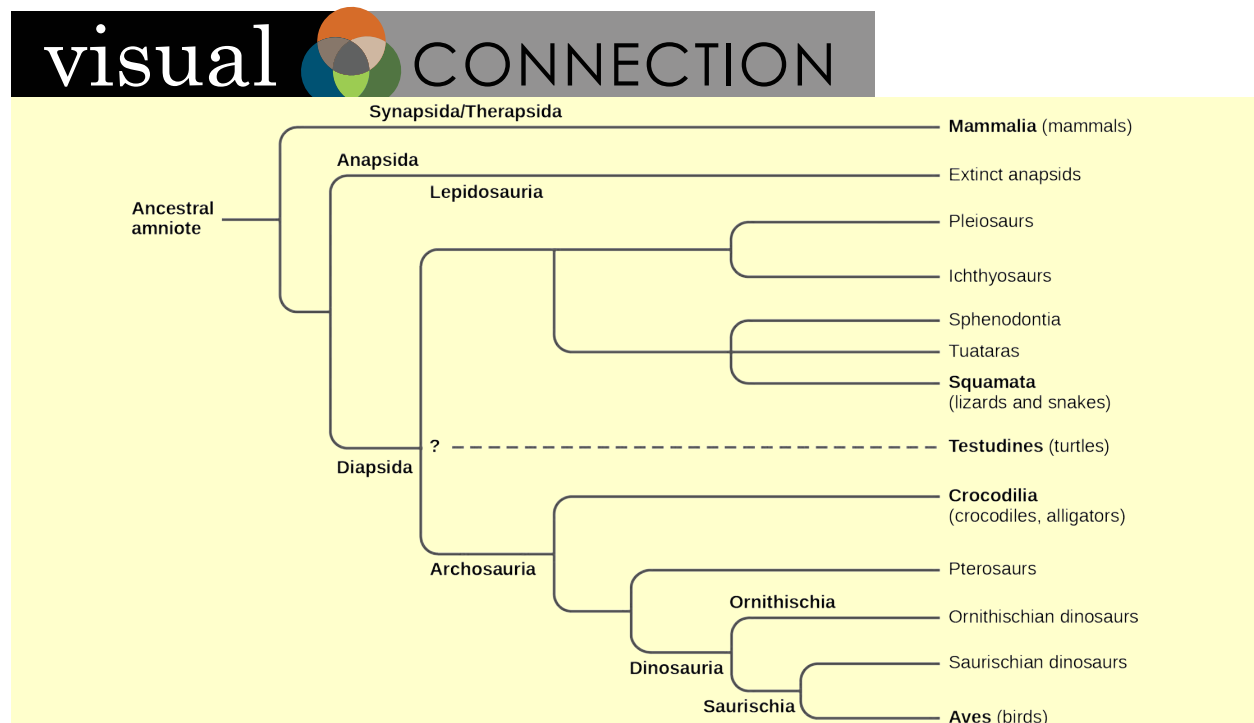 visual CONNECTION
Synapsida/Therapsida
Mammalia (mammals)
Anapsida
Extinct anapsids
Lepidosauria
Ancestral
amniote
Pleiosaurs
Ichthyosaurs
Sphenodontia
Tuataras
Squamata
(lizards and snakes)
?
Testudines (turtles)
Diapsida
Crocodilia
(crocodiles, alligators)
Archosauria
Pterosaurs
Ornithischia
Ornithischian dinosaurs
Dinosauria
Saurischian dinosaurs
Saurischia
Aves (birds)